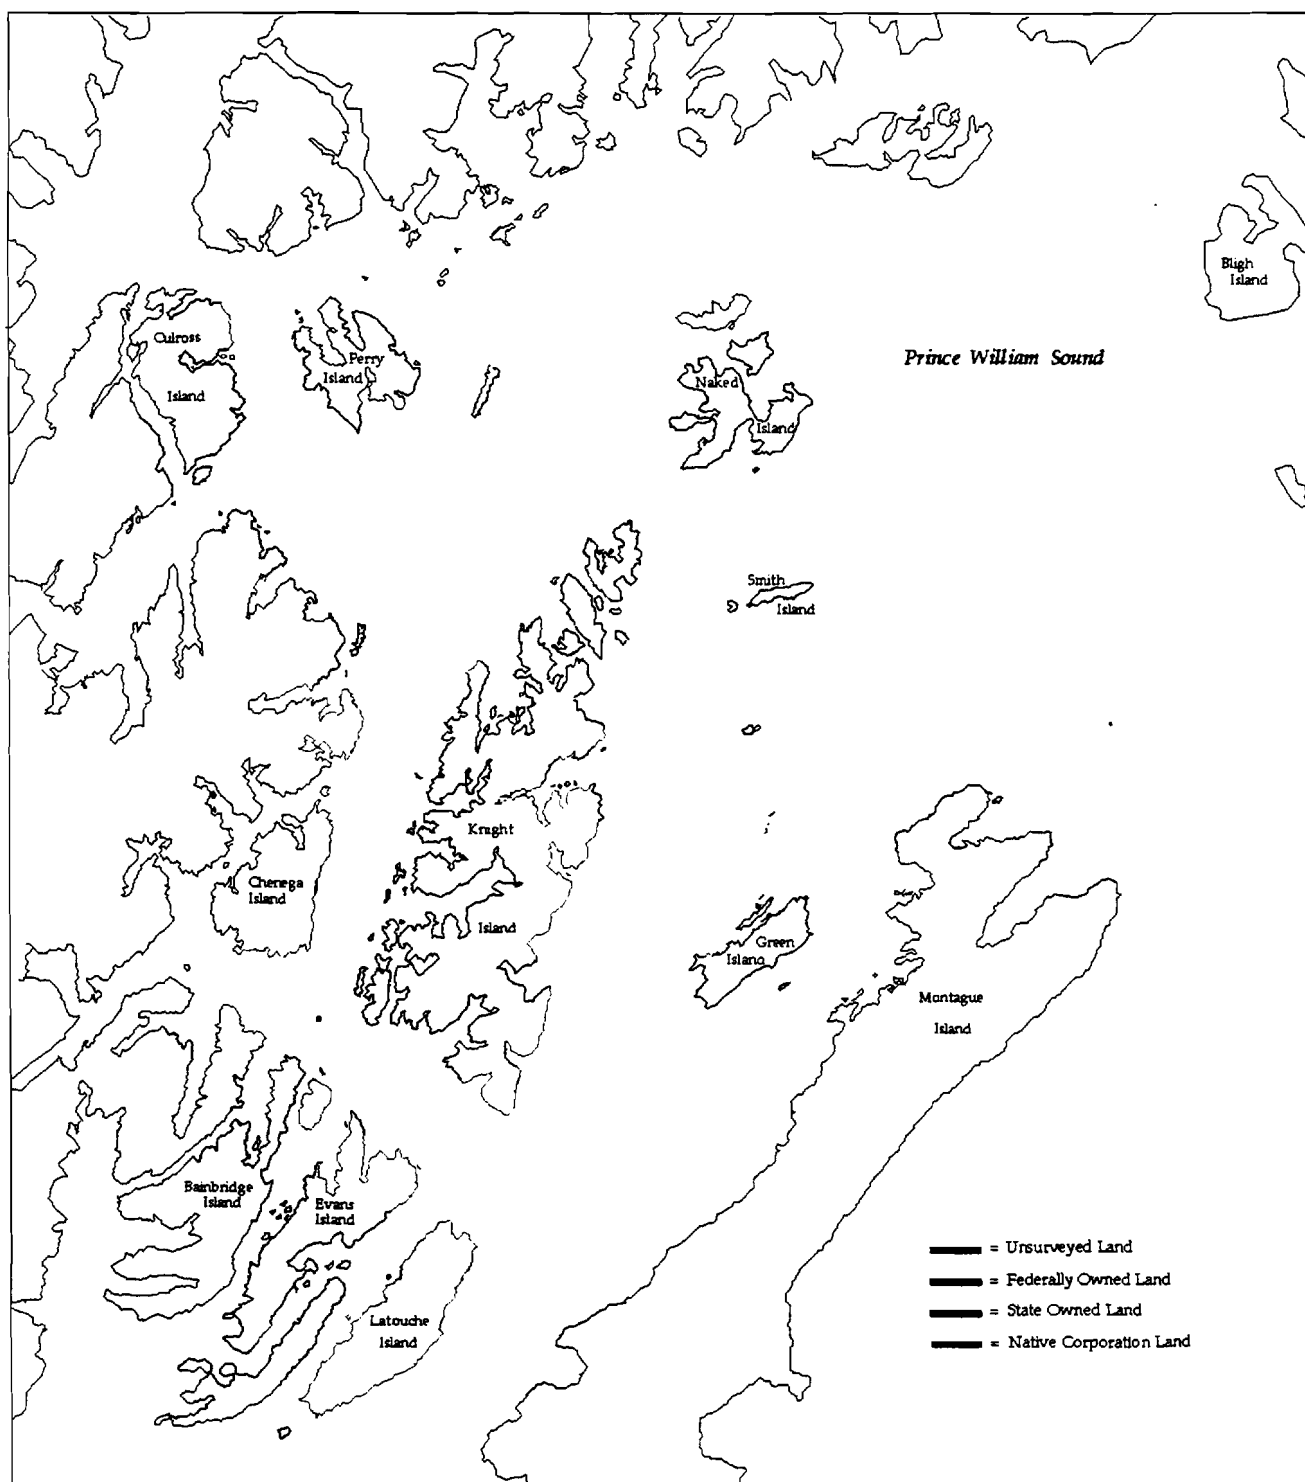 Bligh
Island
Culross
Island
Perry
Island
Prince William Sound
Naked
Island
Smith
Island
Knight
Island
Chenega
Island
Green
Island
Montague
Island
Bainbridge
Island
Evans
Island
Latouche
Island
= Unsurveyed Land
= Federally Owned Land
= State Owned Land
= Native Corporation Land